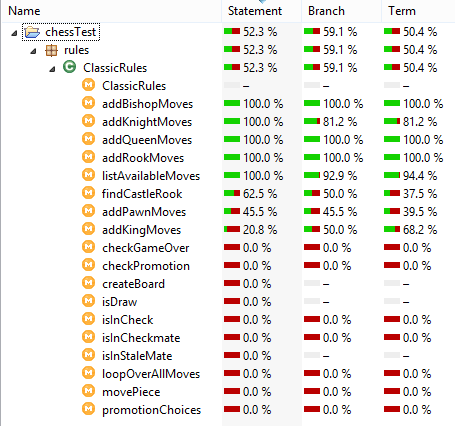 Name Statement Branch Term
chessTest 52.3 % 59.1 % 50.4 %
rules 52.3 % 59.1 % 50.4 %
ClassicRules 52.3 % 59.1 % 50.4 %
ClassicRules – – –
addBishopMoves 100.0 % 100.0 % 100.0 %
addKnightMoves 100.0 % 81.2 % 81.2 %
addQueenMoves 100.0 % 100.0 % 100.0 %
addRookMoves 100.0 % 100.0 % 100.0 %
listAvailableMoves 100.0 % 92.9 % 94.4 %
findCastleRook 62.5 % 50.0 % 37.5 %
addPawnMoves 45.5 % 45.5 % 39.5 %
addKingMoves 20.8 % 50.0 % 68.2 %
checkGameOver 0.0 % 0.0 % 0.0 %
checkPromotion 0.0 % 0.0 % 0.0 %
createBoard 0.0 % – –
isDraw 0.0 % – –
isInCheck 0.0 % 0.0 % 0.0 %
isInCheckmate 0.0 % 0.0 % 0.0 %
isInStaleMate 0.0 % – –
loopOverAllMoves 0.0 % 0.0 % 0.0 %
movePiece 0.0 % 0.0 % 0.0 %
promotionChoices 0.0 % 0.0 % 0.0 %